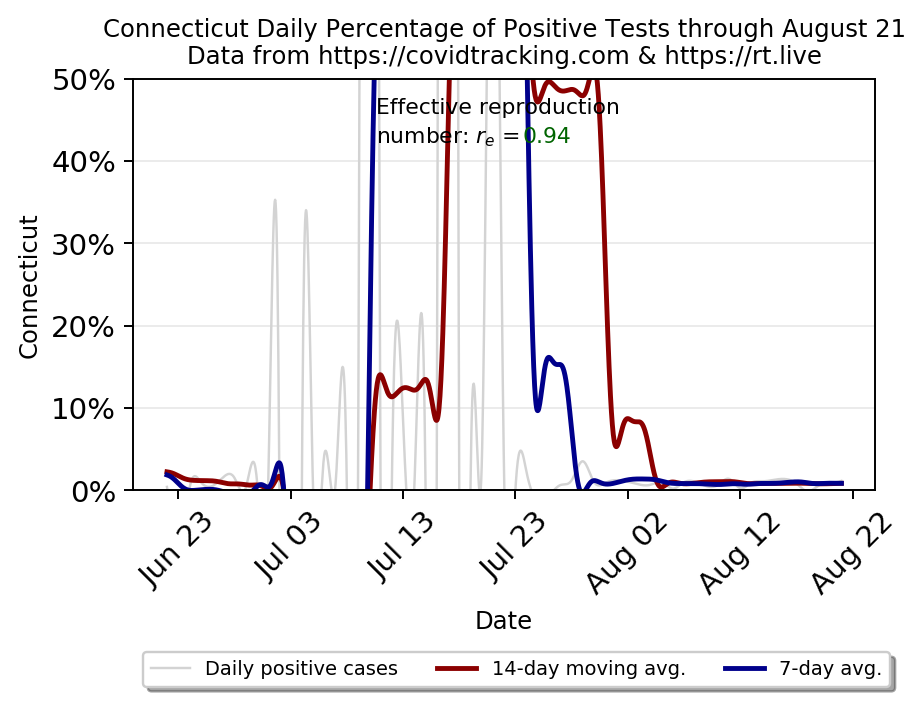 Connecticut Daily Percentage of Positive Tests through August 21
Data from https://covidtracking.com & https://rt.live
50%
Effective reproduction
number: rₑ =0.94
40%
30%
20%
10%
0%
Connecticut
Jun 23
Jul 03
Jul 13
Jul 23
Aug 02
Aug 12
Aug 22
Date
Daily positive cases
14-day moving avg.
7-day avg.